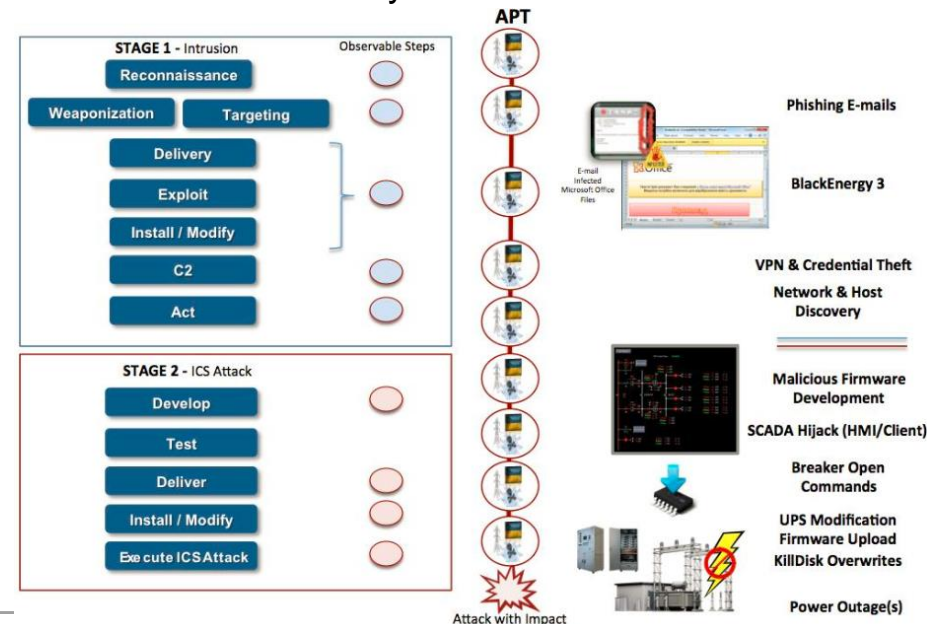 APT
STAGE 1 - Intrusion
Observable Steps
Reconnaissance
Weaponization
Targeting
Delivery
Exploit
Install / Modify
C2
Act
STAGE 2 - ICS Attack
Develop
Test
Deliver
Install / Modify
Execute ICSAttack
Attack with Impact
E-mail
Infected
Microsoft Office
Files
Office
Phishing E-mails
BlackEnergy 3
VPN & Credential Theft
Network & Host
Discovery
Malicious Firmware
Development
SCADA Hijack (HMI/Client)
Breaker Open
Commands
UPS Modification
Firmware Upload
KillDisk Overwrites
Power Outage(s)